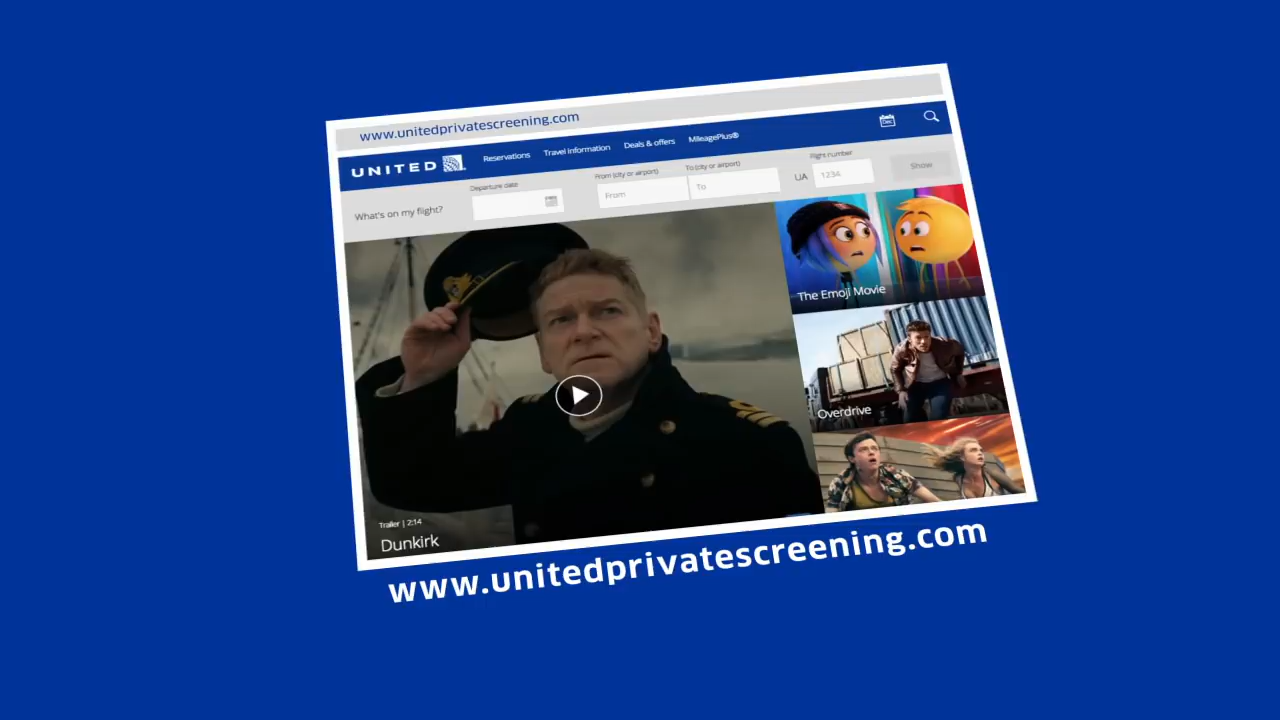 www.unitedprivatescreening.com
UNITED
Reservations
Travel information
Deals & offers
MileagePlus®
Dec
What's on my flight?
Departure date
From (city or airport)
From
To (city or airport)
To
Flight number
UA
1234
Show
The Emoji Movie
Overdrive
Trailer | 2:14
Dunkirk
www.unitedprivatescreening.com